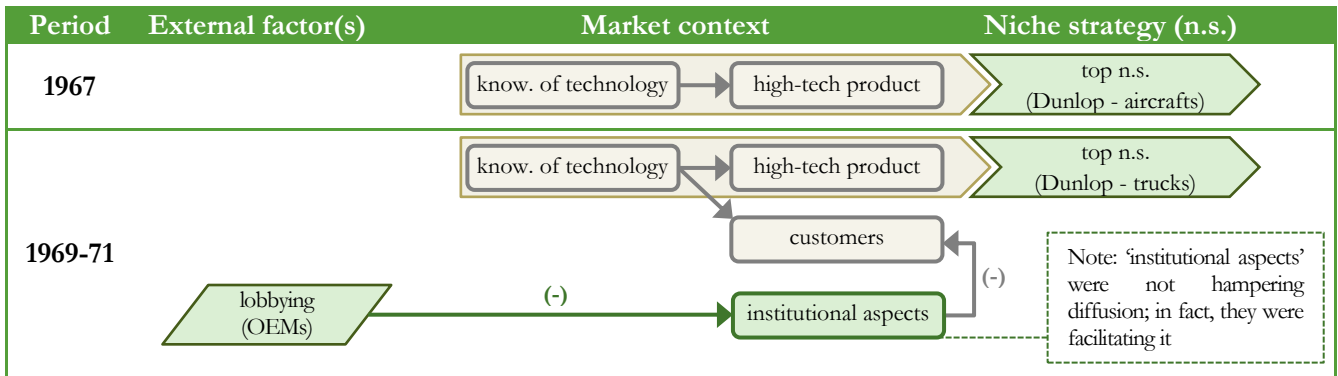 Period External factor(s) Market context Niche strategy (n.s.)
1967
know. of technology
high-tech product
top n.s.
(Dunlop - aircrafts)
1969-71
know. of technology
high-tech product
top n.s.
(Dunlop - trucks)
customers
lobbying
(OEMs)
(-)
institutional aspects
(-)
Note: ‘institutional aspects’
were not hampering
diffusion; in fact, they were
facilitating it